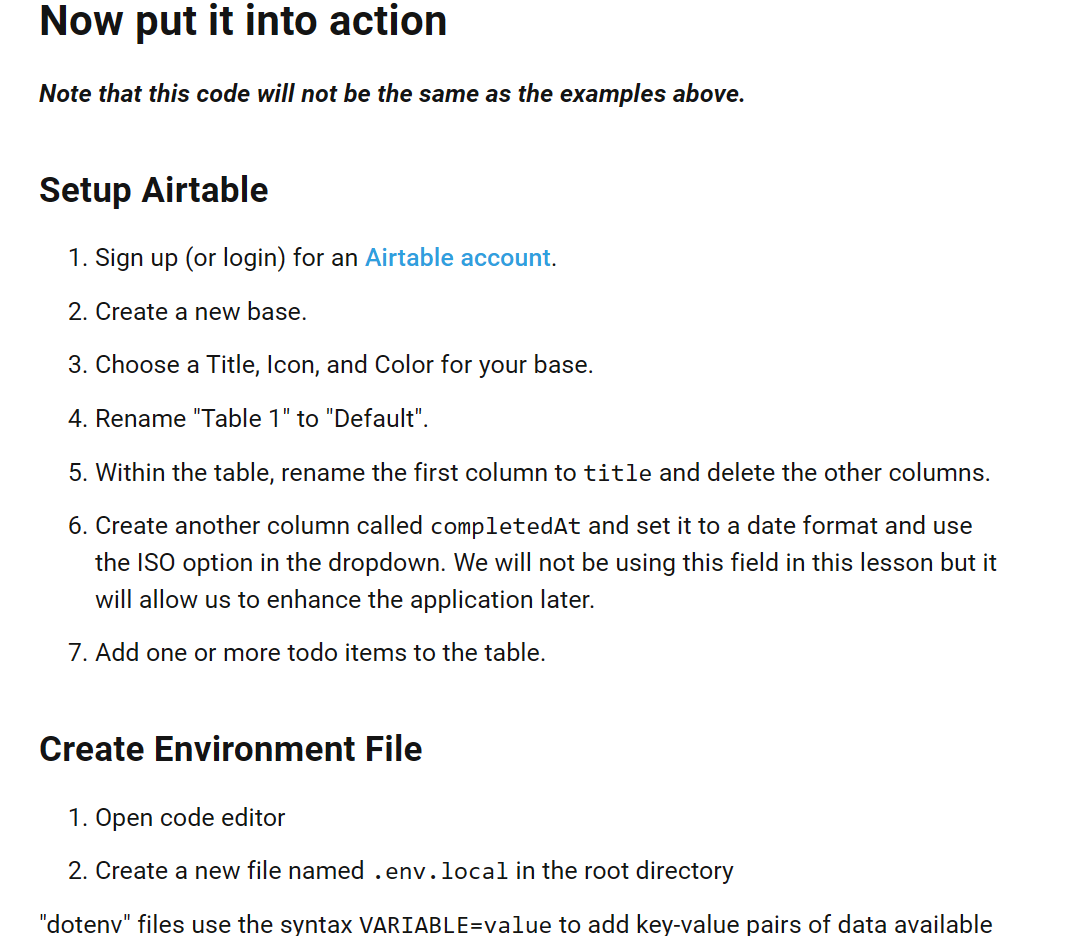 Now put it into action
Note that this code will not be the same as the examples above.
Setup Airtable
1. Sign up (or login) for an Airtable account.
2. Create a new base.
3. Choose a Title, Icon, and Color for your base.
4. Rename "Table 1" to "Default".
5. Within the table, rename the first column to title and delete the other columns.
6. Create another column called completedAt and set it to a date format and use
the ISO option in the dropdown. We will not be using this field in this lesson but it
will allow us to enhance the application later.
7. Add one or more todo items to the table.
Create Environment File
1. Open code editor
2. Create a new file named .env.local in the root directory
"dotenv" files use the syntax VARIABLE=value to add key-value pairs of data available